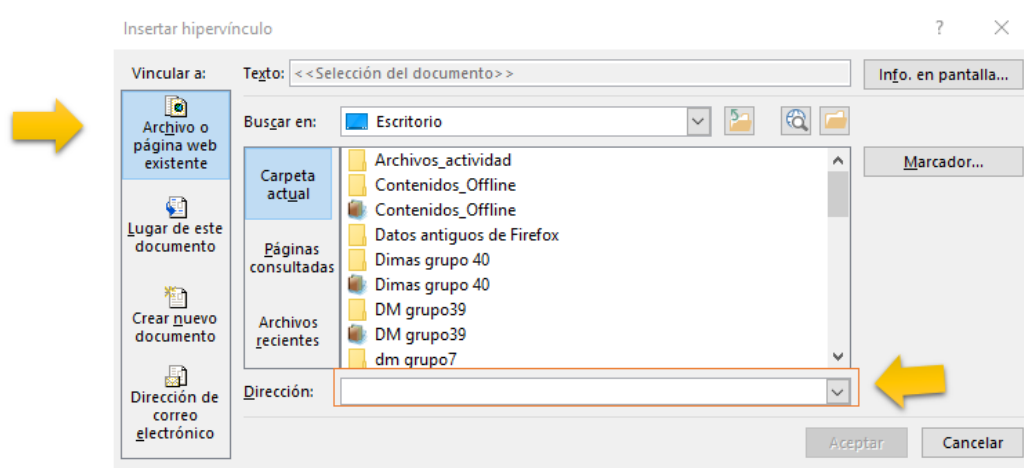 Insertar hipervínculo
?
Vincular a:
Texto: <<Selección del documento>>
Info. en pantalla...
Archivo o
página web
existente
Buscar en:
Escritorio
Marcador...
Carpeta
actual
Archivos_actividad
Contenidos_Offline
Contenidos_Offline
Datos antiguos de Firefox
Dimas grupo 40
Dimas grupo 40
DM grupo39
DM grupo39
dm grupo7
Lugar de este
documento
Páginas
consultadas
Crear nuevo
documento
Archivos
recientes
Dirección de
correo
electrónico
Dirección:
Aceptar
Cancelar